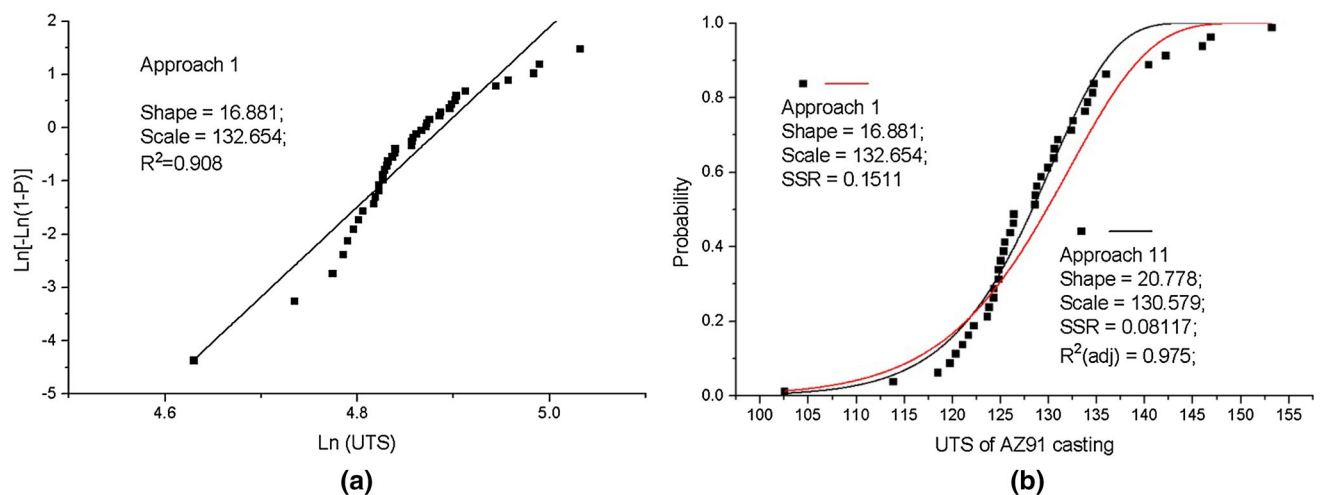 2
1
0
-1
-2
-3
-4
-5
Ln[-Ln(1-P)]
Approach 1
Shape = 16.881;
Scale = 132.654;
R²=0.908
4.6 4.8 5.0
Ln (UTS)
(a)
1.0
0.8
0.6
0.4
0.2
0.0
Probability
Approach 1
Shape = 16.881;
Scale = 132.654;
SSR = 0.1511
Approach 11
Shape = 20.778;
Scale = 130.579;
SSR = 0.08117;
R²(adj) = 0.975;
100 105 110 115 120 125 130 135 140 145 150 155
UTS of AZ91 casting
(b)